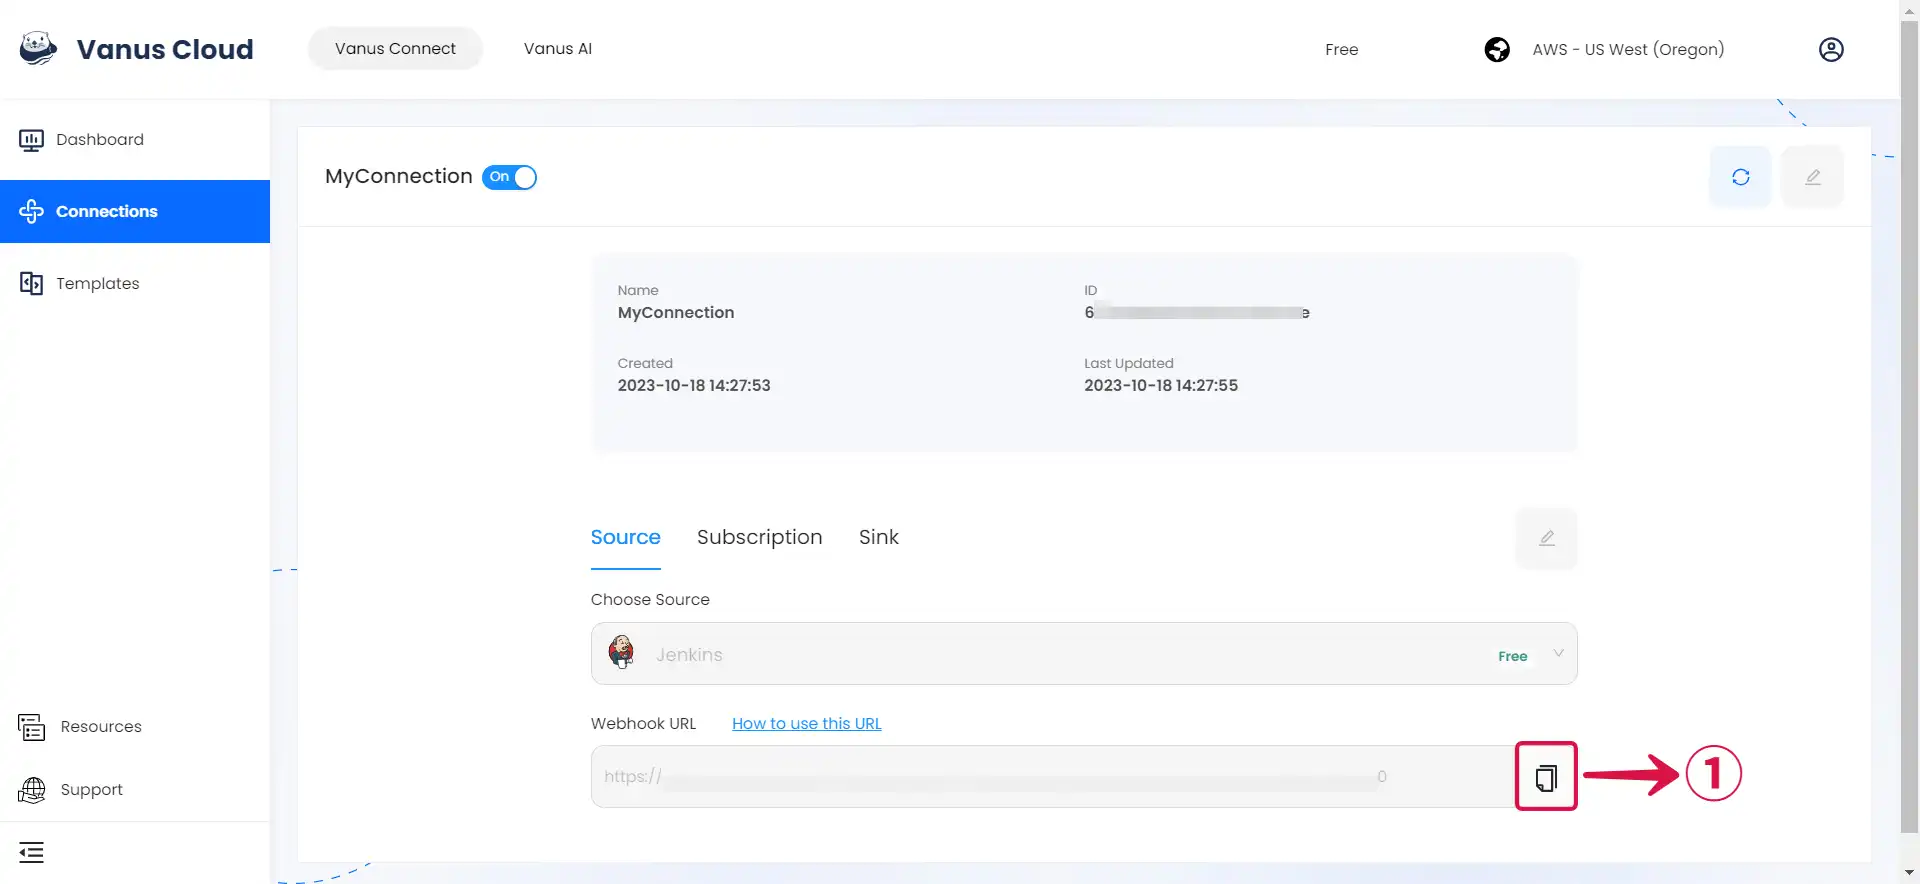 Vanus Cloud
Vanus Connect
Vanus AI
Free
AWS - US West (Oregon)
Dashboard
Connections
Templates
Resources
Support
MyConnection
On
Name
MyConnection
ID
6
e
Created
2023-10-18 14:27:53
Last Updated
2023-10-18 14:27:55
Source
Subscription
Sink
Choose Source
Jenkins
Free
Webhook URL
How to use this URL
https://
0
1